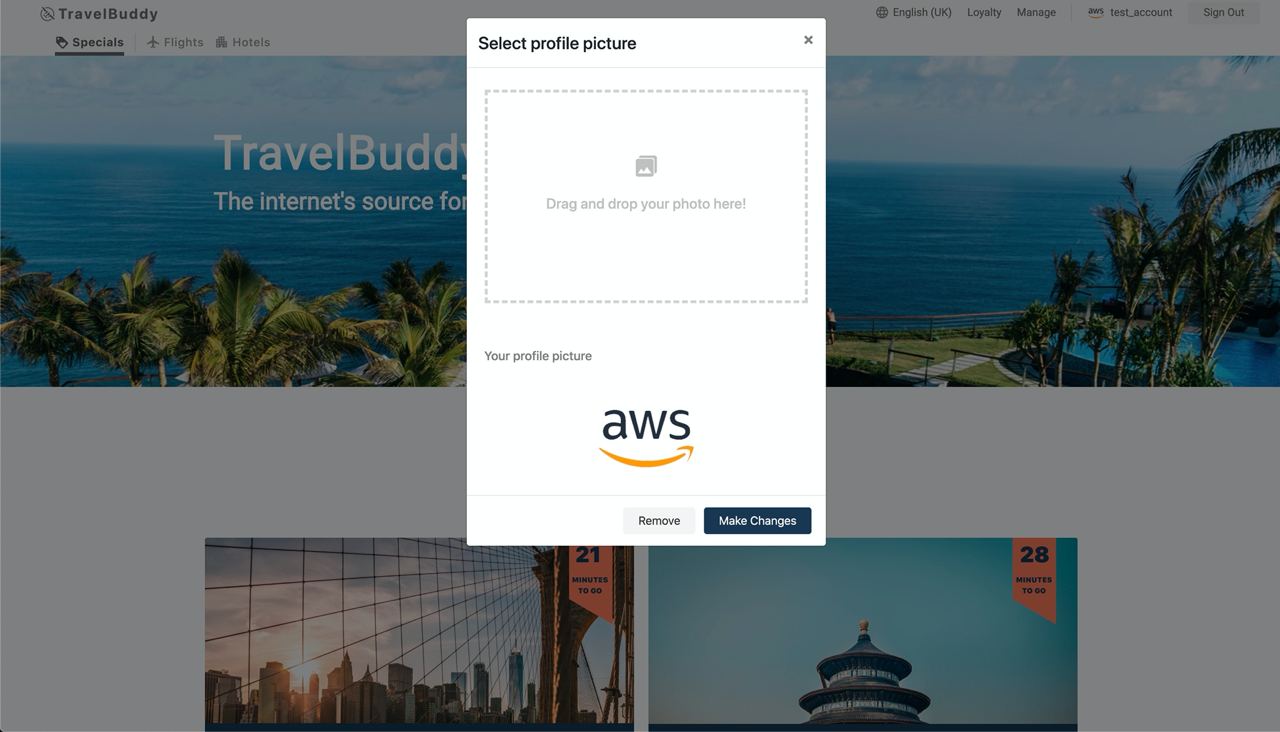 TravelBuddy
English (UK) Loyalty Manage aws test_account Sign Out
Specials Flights Hotels
Select profile picture
×
TravelBuddy
The internet's source for
Drag and drop your photo here!
Your profile picture
aws
Remove Make Changes
21
MINUTES
TO GO
28
MINUTES
TO GO